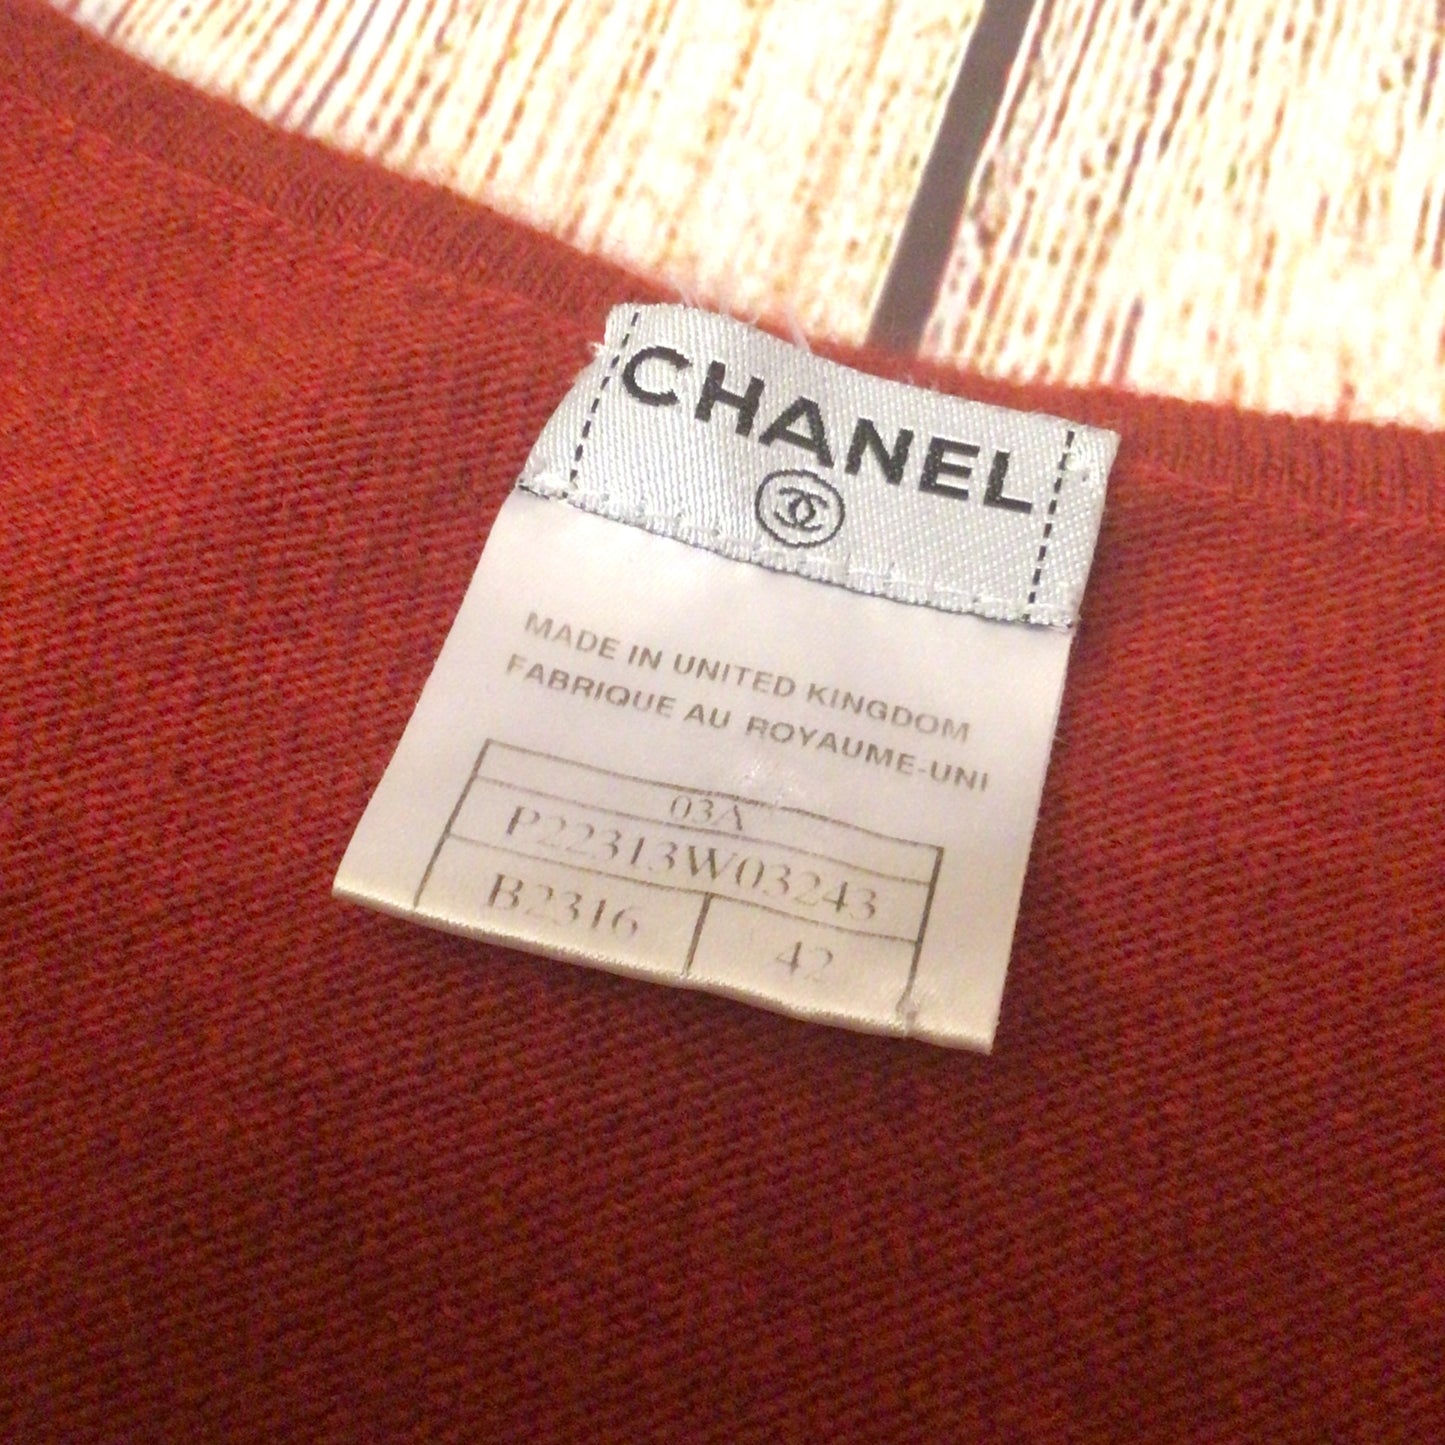 CHANEL
MADE IN UNITED KINGDOM
FABRIQUE AU ROYAUME-UNI
03A
P22313W03243
B2316 42